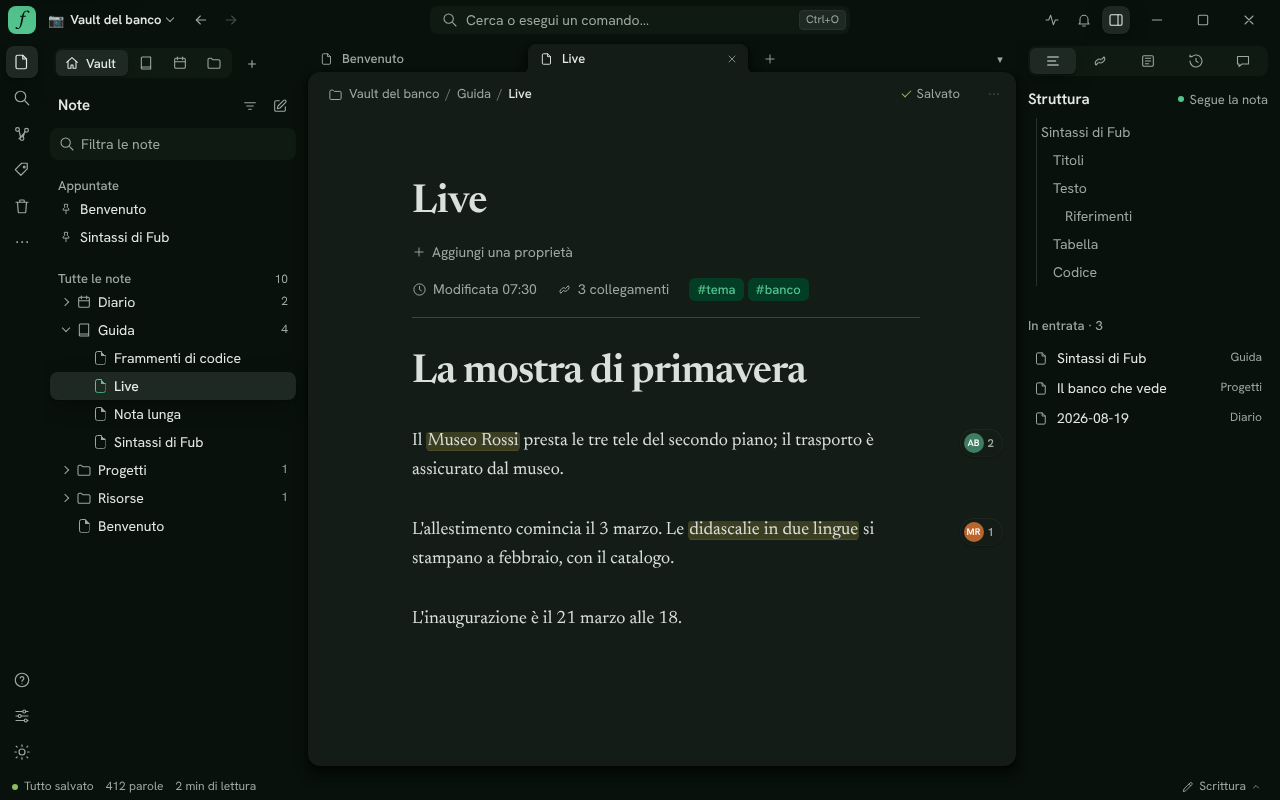 Vault del banco
Cerca o esegui un comando...
Ctrl+O
Vault
Note
Filtra le note
Appuntate
Benvenuto
Sintassi di Fub
Tutte le note 10
Diario 2
Guida 4
Frammenti di codice
Live
Nota lunga
Sintassi di Fub
Progetti 1
Risorse 1
Benvenuto
Benvenuto
Live
Vault del banco / Guida / Live
Salvato
Live
Aggiungi una proprietà
Modificata 07:30 3 collegamenti #tema #banco
La mostra di primavera
Il Museo Rossi presta le tre tele del secondo piano; il trasporto è
assicurato dal museo.
AB 2
L'allestimento comincia il 3 marzo. Le didascalie in due lingue si
stampano a febbraio, con il catalogo.
MR 1
L'inaugurazione è il 21 marzo alle 18.
Struttura
Segue la nota
Sintassi di Fub
Titoli
Testo
Riferimenti
Tabella
Codice
In entrata · 3
Sintassi di Fub Guida
Il banco che vede Progetti
2026-08-19 Diario
Tutto salvato 412 parole 2 min di lettura
Scrittura